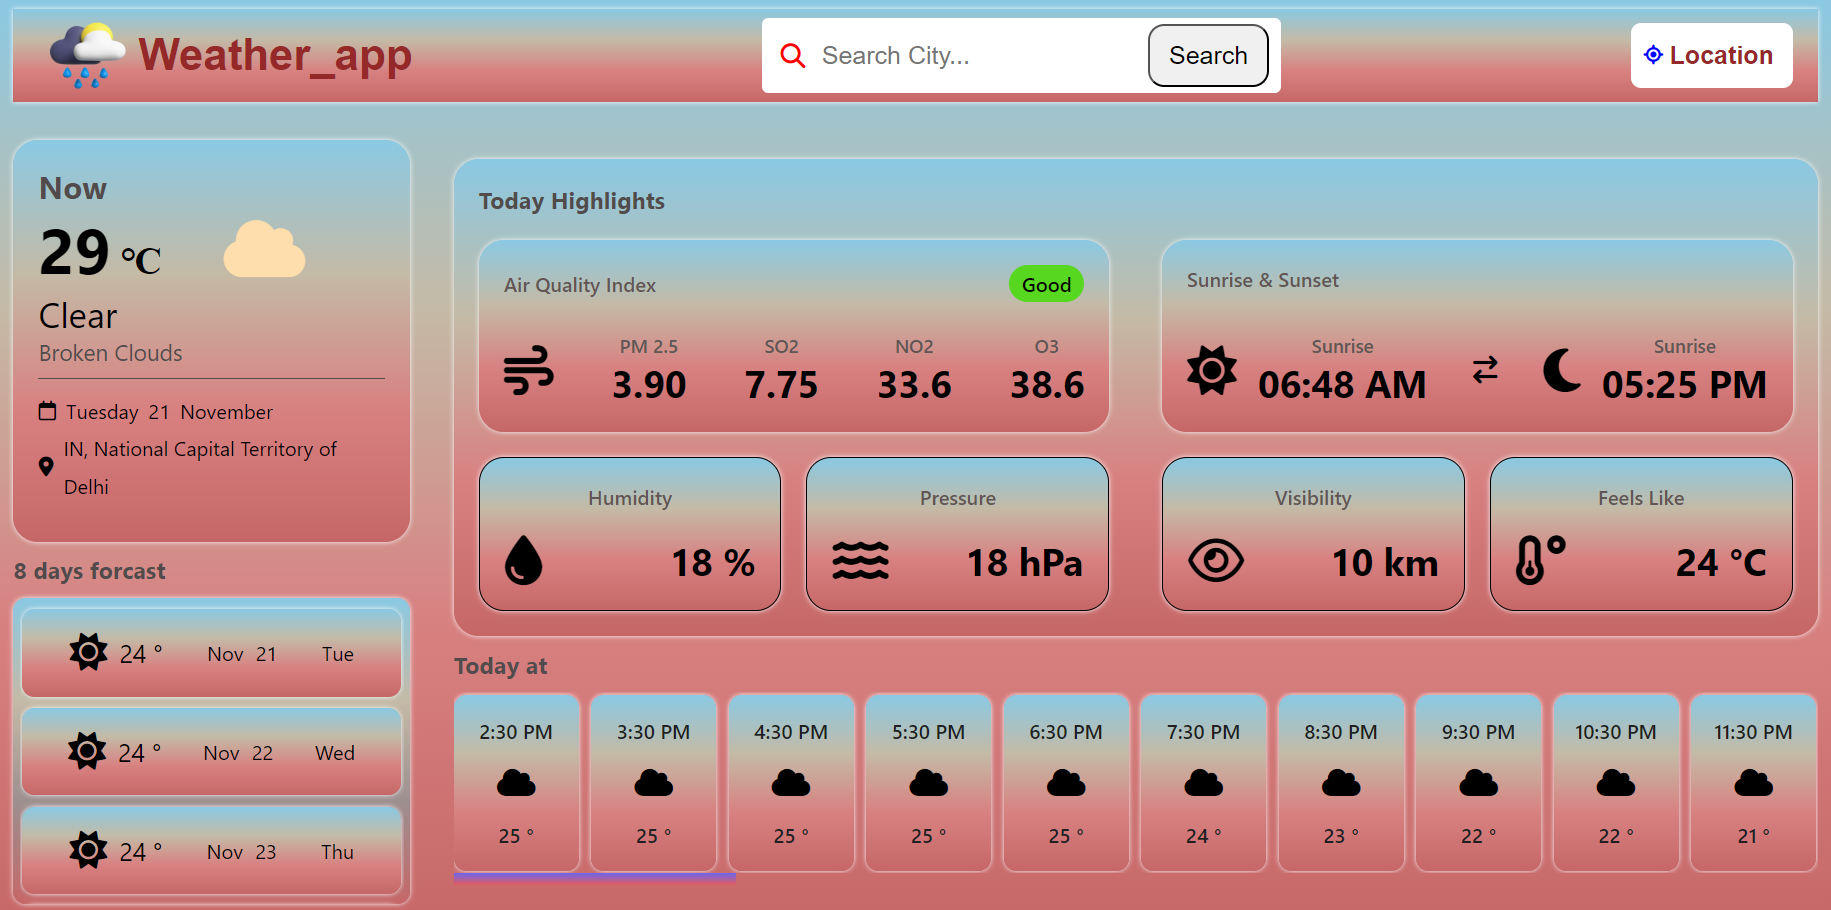 Weather_app
Search City...
Search
Location
Now
29 °C
Clear
Broken Clouds
Tuesday 21 November
IN, National Capital Territory of
Delhi
8 days forcast
24 ° Nov 21 Tue
24 ° Nov 22 Wed
24 ° Nov 23 Thu
Today Highlights
Air Quality Index
Good
PM 2.5 SO2 NO2 O3
3.90 7.75 33.6 38.6
Sunrise & Sunset
Sunrise Sunrise
06:48 AM 05:25 PM
Humidity
18 %
Pressure
18 hPa
Visibility
10 km
Feels Like
24 °C
Today at
2:30 PM 3:30 PM 4:30 PM 5:30 PM 6:30 PM 7:30 PM 8:30 PM 9:30 PM 10:30 PM 11:30 PM
25 ° 25 ° 25 ° 25 ° 25 ° 24 ° 23 ° 22 ° 22 ° 21 °